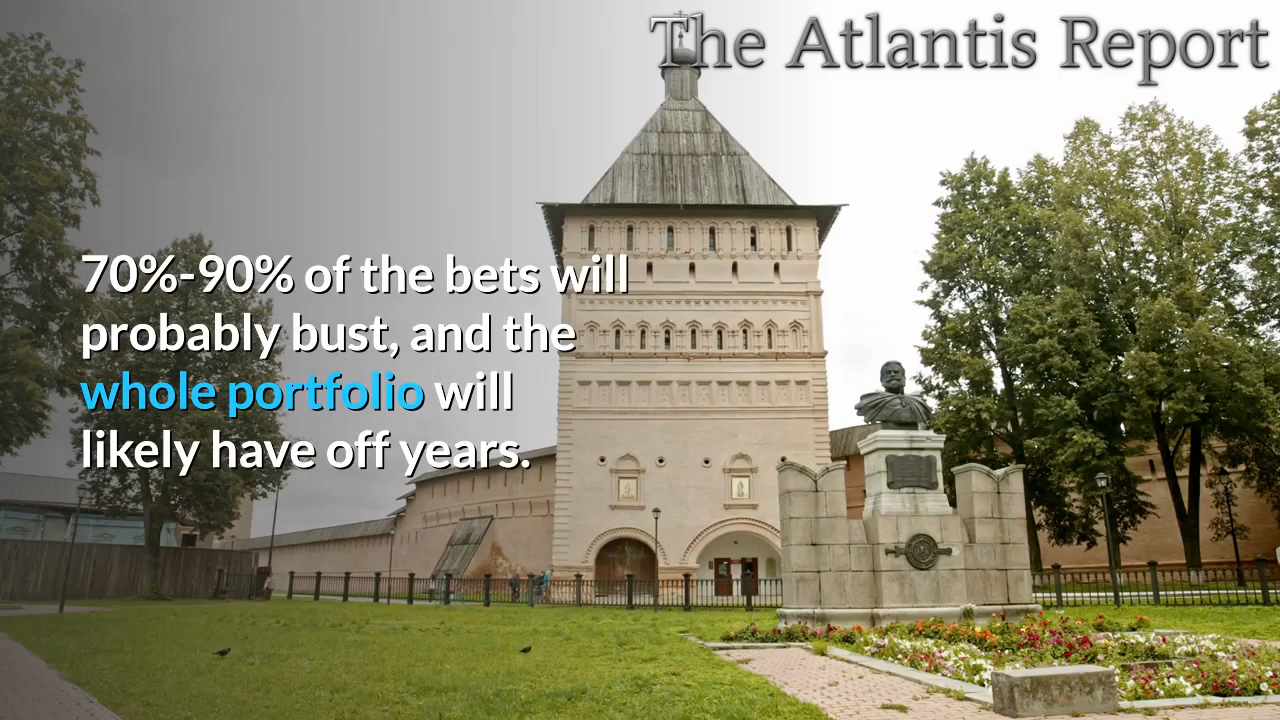 The Atlantis Report
70%-90% of the bets will
probably bust, and the
whole portfolio will
likely have off years.